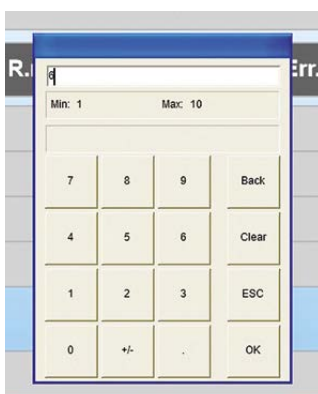 R.
Err.
6
Min: 1 Max: 10
7 8 9 Back
4 5 6 Clear
1 2 3 ESC
0 +/- . OK